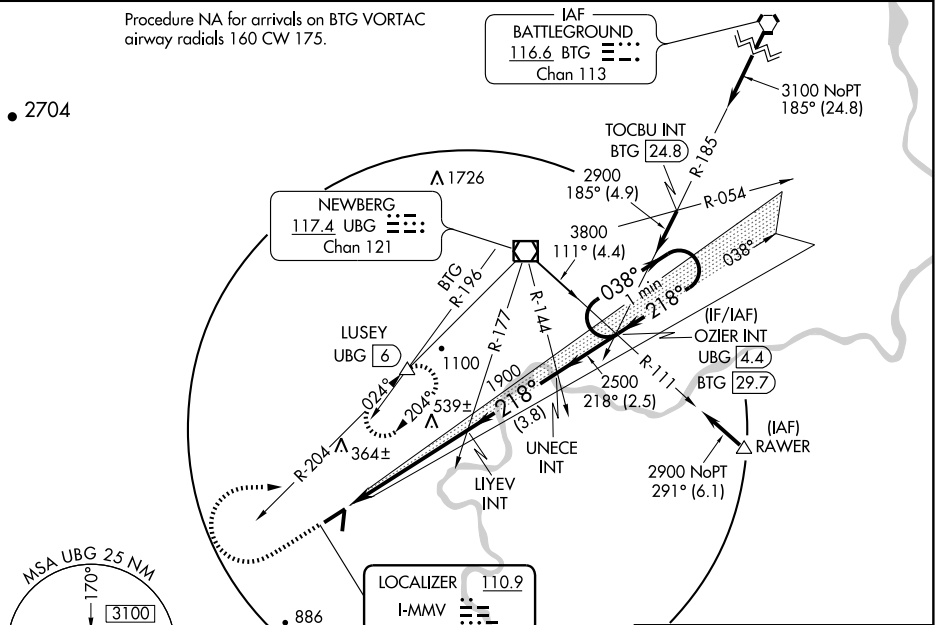 Procedure NA for arrivals on BTG VORTAC
airway radials 160 CW 175.
IAF
BATTLEGROUND
116.6 BTG
Chan 113
3100 NoPT
185° (24.8)
2704
TOCBU INT
BTG 24.8
R-185
2900
185° (4.9)
R-054
1726
NEWBERG
117.4 UBG
Chan 121
3800
111° (4.4)
038°
038°
1 min
218°
BTG
R-196
R-177
R-144
(IF/IAF)
OZIER INT
UBG 4.4
BTG 29.7
LUSEY
UBG 6
1100
1900
R-111
2500
218° (2.5)
024°
204°
539±
218°
(3.8)
UNECE
INT
(IAF)
RAWER
R-204
364±
LIYEV
INT
2900 NoPT
291° (6.1)
MSA UBG 25 NM
170°
3100
LOCALIZER 110.9
I-MMV
886